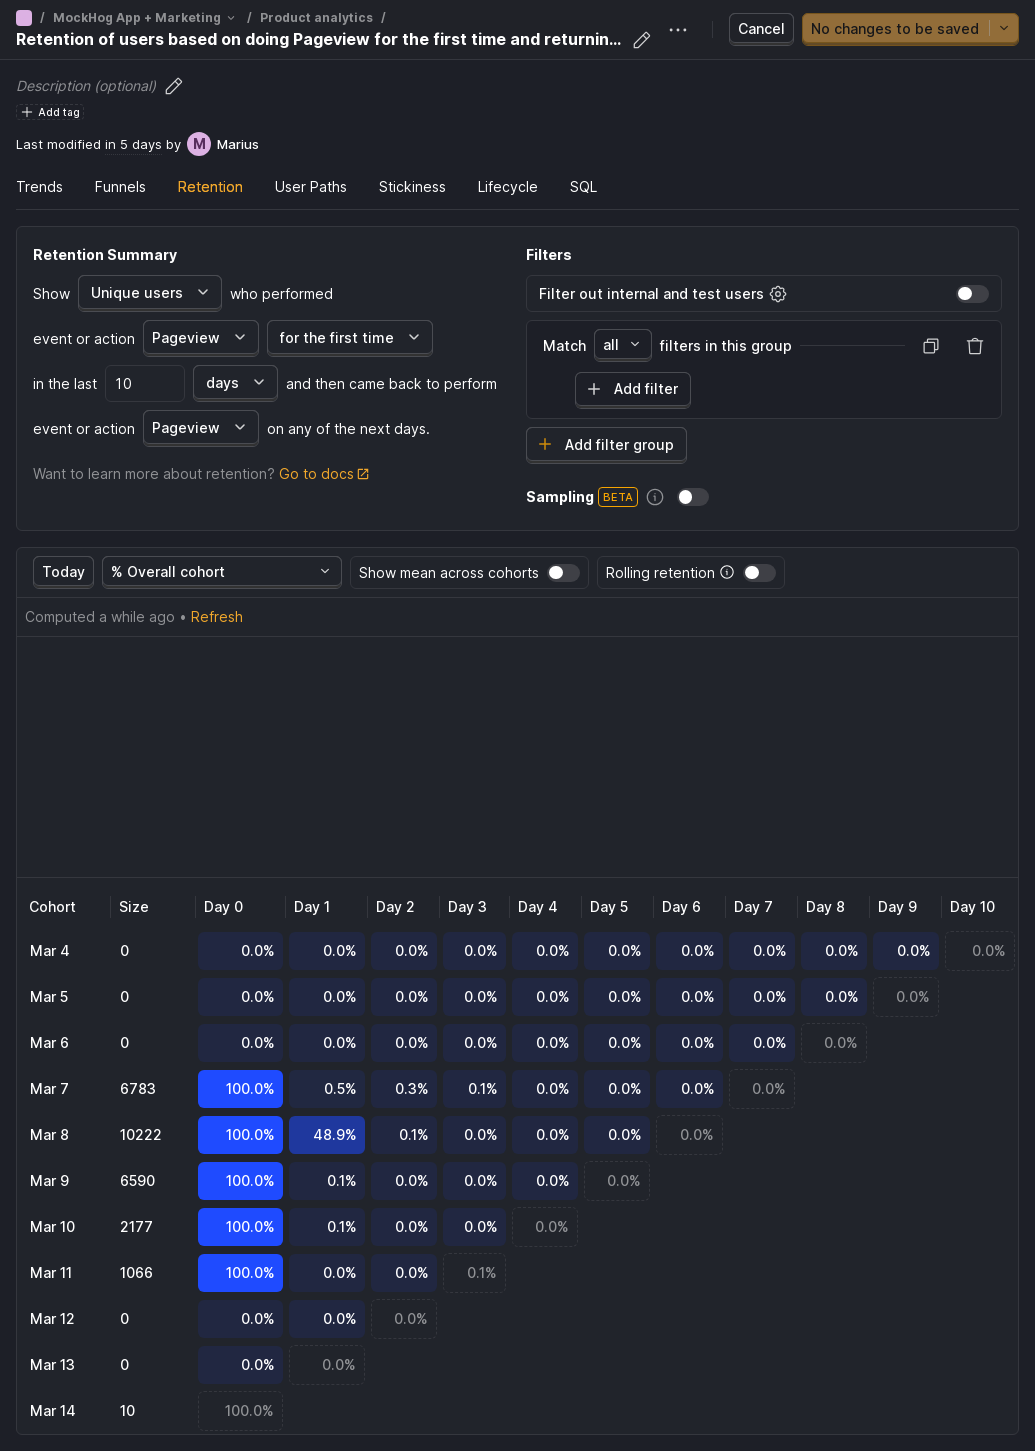 / MockHog App + Marketing / Product analytics /
Retention of users based on doing Pageview for the first time and returnin...
Cancel
No changes to be saved
Description (optional)
Add tag
Last modified in 5 days by M Marius
Trends Funnels Retention User Paths Stickiness Lifecycle SQL
Retention Summary
Show Unique users who performed
event or action Pageview for the first time
in the last 10 days and then came back to perform
event or action Pageview on any of the next days.
Want to learn more about retention? Go to docs
Filters
Filter out internal and test users
Match all filters in this group
Add filter
Add filter group
Sampling BETA
Today % Overall cohort Show mean across cohorts Rolling retention
Computed a while ago • Refresh
Cohort Size Day 0 Day 1 Day 2 Day 3 Day 4 Day 5 Day 6 Day 7 Day 8 Day 9 Day 10
Mar 4 0 0.0% 0.0% 0.0% 0.0% 0.0% 0.0% 0.0% 0.0% 0.0% 0.0% 0.0%
Mar 5 0 0.0% 0.0% 0.0% 0.0% 0.0% 0.0% 0.0% 0.0% 0.0% 0.0%
Mar 6 0 0.0% 0.0% 0.0% 0.0% 0.0% 0.0% 0.0% 0.0% 0.0%
Mar 7 6783 100.0% 0.5% 0.3% 0.1% 0.0% 0.0% 0.0% 0.0%
Mar 8 10222 100.0% 48.9% 0.1% 0.0% 0.0% 0.0% 0.0%
Mar 9 6590 100.0% 0.1% 0.0% 0.0% 0.0% 0.0%
Mar 10 2177 100.0% 0.1% 0.0% 0.0% 0.0%
Mar 11 1066 100.0% 0.0% 0.0% 0.1%
Mar 12 0 0.0% 0.0% 0.0%
Mar 13 0 0.0% 0.0%
Mar 14 10 100.0%